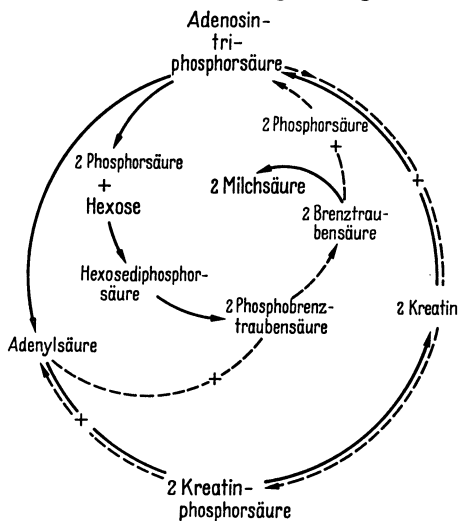 Adenosin-
tri-
phosphorsäure
2 Phosphorsäure
+
2 Phosphorsäure
+
Hexose
2 Milchsäure
+
2 Brenztrau-
bensäure
Hexosediphosphor-
säure
2 Phosphobrenz-
traubensäure
2 Kreatin
Adenylsäure
+
+
2 Kreatin-
phosphorsäure